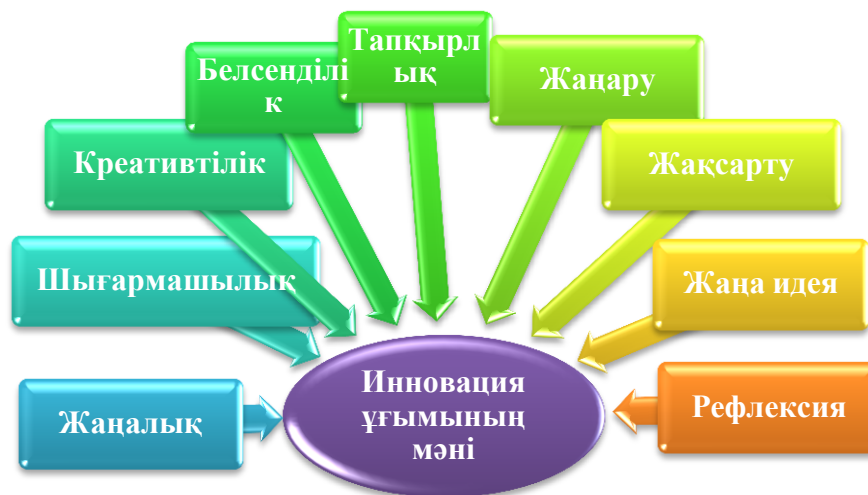 Тапқырл
ық
Белсенділі
к
Жаңару
Креативтілік
Жақсарту
Шығармашылық
Жаңа идея
Жаңалық
Инновация
ұғымының
мәні
Рефлексия